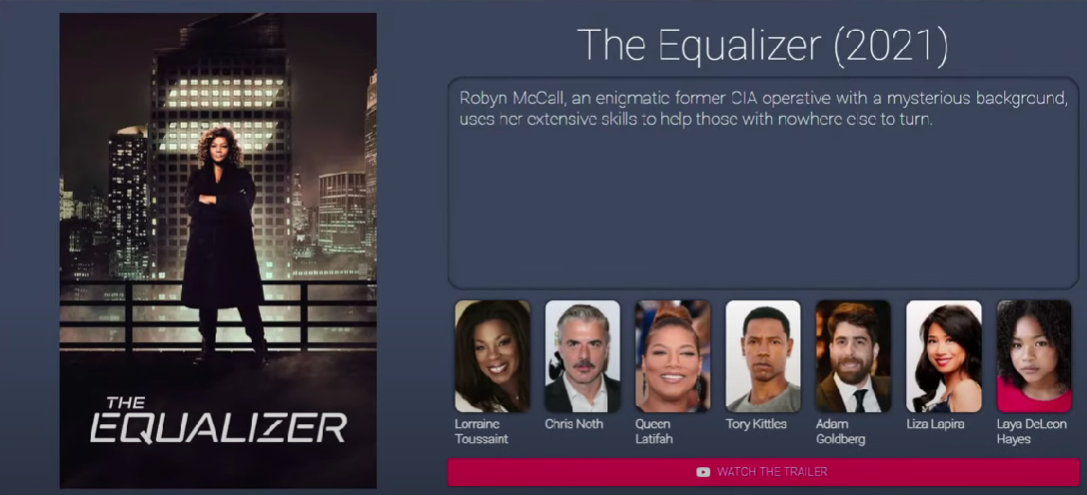 THE
EQUALIZER
The Equalizer (2021)
Robyn McCall, an enigmatic former CIA operative with a mysterious background,
uses her extensive skills to help those with nowhere else to turn.
Lorraine
Toussaint
Chris Noth
Queen
Latifah
Tory Kittles
Adam
Goldberg
Liza Lapira
Laya DeLeon
Hayes
WATCH THE TRAILER